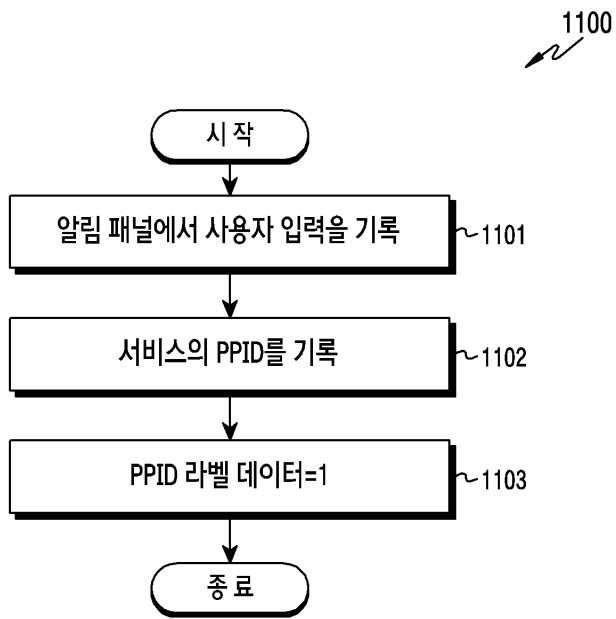 1100
시작
알림 패널에서 사용자 입력을 기록
1101
서비스의 PPID를 기록
1102
PPID 라벨 데이터=1
1103
종료